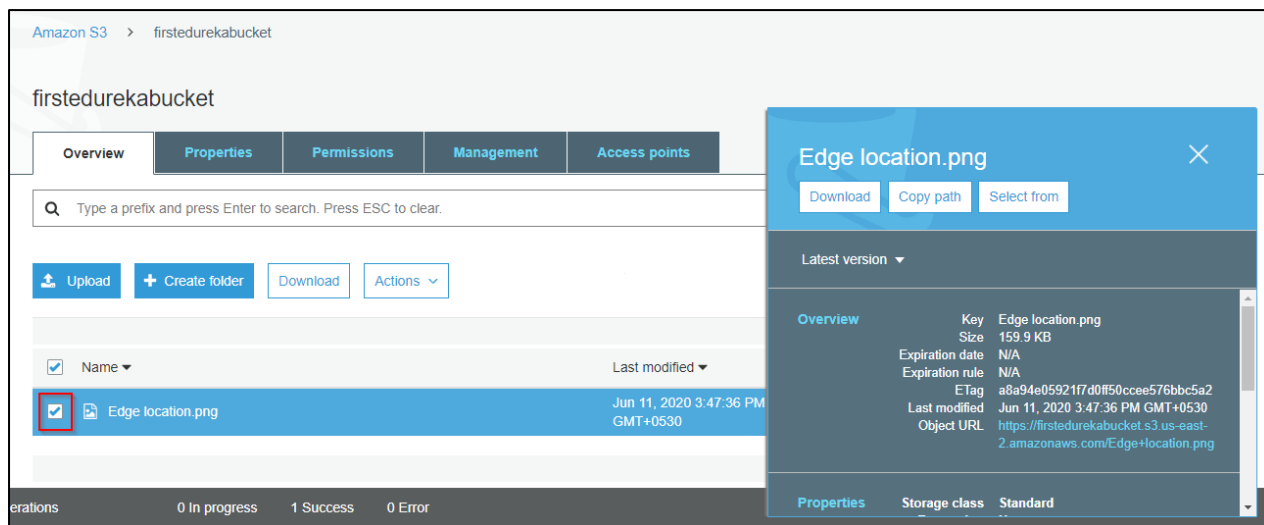 Amazon S3 > firstedurekabucket
firstedurekabucket
Overview Properties Permissions Management Access points
Type a prefix and press Enter to search. Press ESC to clear.
Upload Create folder Download Actions
Name Last modified
Edge location.png Jun 11, 2020 3:47:36 PM
GMT+0530
erations 0 In progress 1 Success 0 Error
Edge location.png
Download Copy path Select from
Latest version
Overview Key Edge location.png
Size 159.9 KB
Expiration date N/A
Expiration rule N/A
ETag a8a94e05921f7d0ff50ccee576bbc5a2
Last modified Jun 11, 2020 3:47:36 PM GMT+0530
Object URL https://firstedurekabucket.s3.us-east-
2.amazonaws.com/Edge+location.png
Properties Storage class Standard